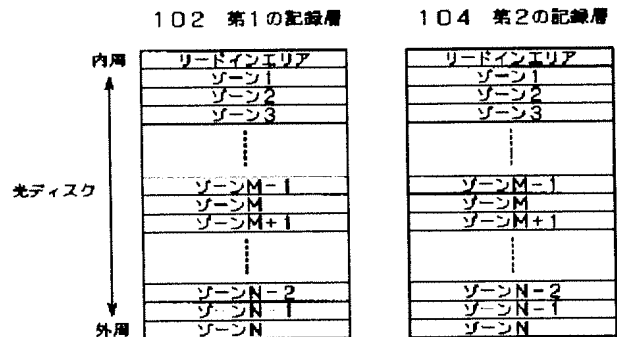 102 第1の記録層
104 第2の記録層
内周
光ディスク
外周
リードインエリア
ゾーン1
ゾーン2
ゾーン3
ゾーンM-1
ゾーンM
ゾーンM+1
ゾーンN-2
ゾーンN-1
ゾーンN
リードインエリア
ゾーン1
ゾーン2
ゾーン3
ゾーンM-1
ゾーンM
ゾーンM+1
ゾーンN-2
ゾーンN-1
ゾーンN